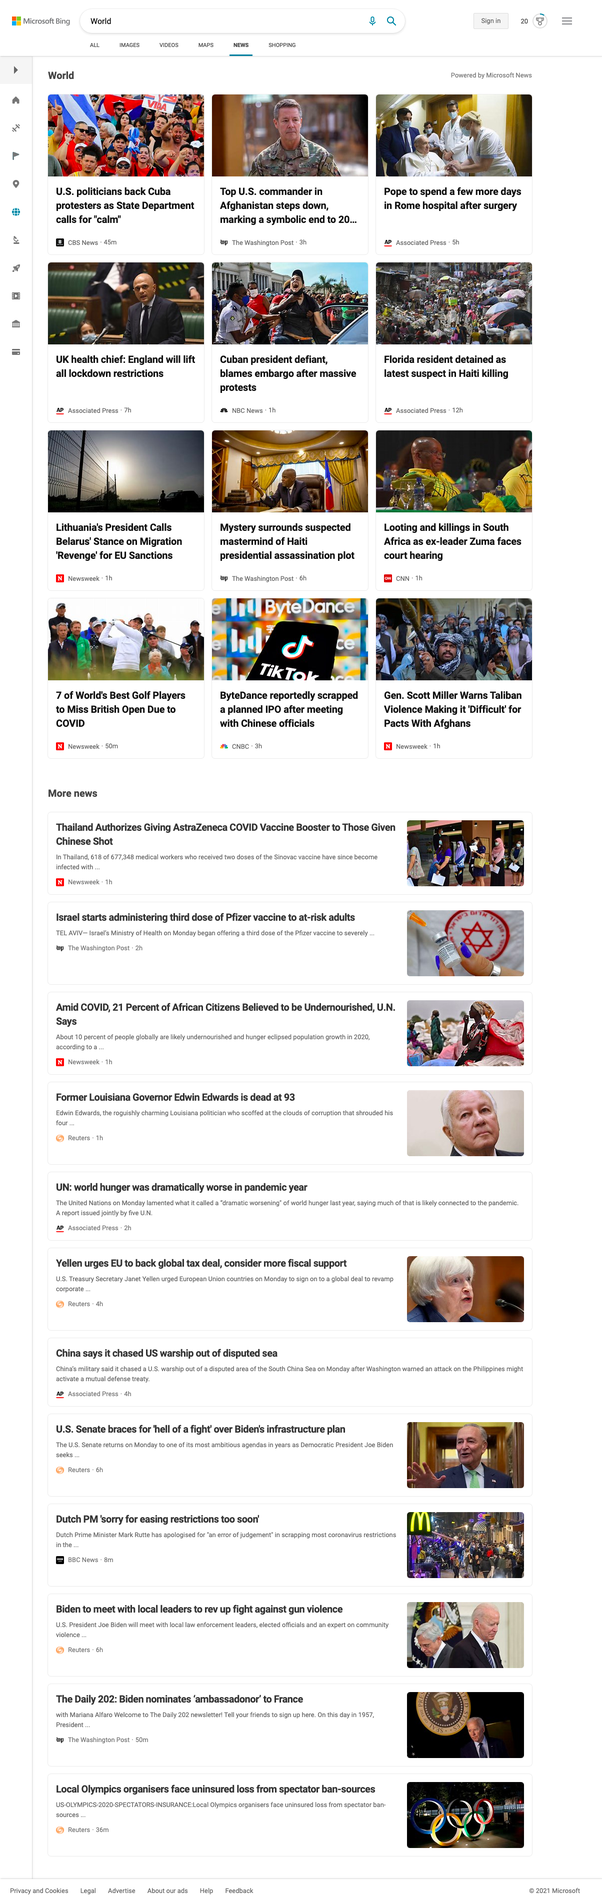 Microsoft Bing
World
Sign in
20
ALL
IMAGES
VIDEOS
MAPS
NEWS
SHOPPING
World
Powered by Microsoft News
U.S. politicians back Cuba
protesters as State Department
calls for "calm"
CBS News · 45m
Top U.S. commander in
Afghanistan steps down,
marking a symbolic end to 20...
wp The Washington Post · 3h
Pope to spend a few more days
in Rome hospital after surgery
AP Associated Press · 5h
UK health chief: England will lift
all lockdown restrictions
AP Associated Press · 7h
Cuban president defiant,
blames embargo after massive
protests
NBC News · 1h
Florida resident detained as
latest suspect in Haiti killing
AP Associated Press · 12h
Lithuania's President Calls
Belarus' Stance on Migration
'Revenge' for EU Sanctions
N Newsweek · 1h
Mystery surrounds suspected
mastermind of Haiti
presidential assassination plot
wp The Washington Post · 6h
Looting and killings in South
Africa as ex-leader Zuma faces
court hearing
CNN CNN · 1h
7 of World's Best Golf Players
to Miss British Open Due to
COVID
N Newsweek · 50m
ByteDance
TikTok
ByteDance reportedly scrapped
a planned IPO after meeting
with Chinese officials
CNBC · 3h
Gen. Scott Miller Warns Taliban
Violence Making it 'Difficult' for
Pacts With Afghans
N Newsweek · 1h
More news
Thailand Authorizes Giving AstraZeneca COVID Vaccine Booster to Those Given
Chinese Shot
In Thailand, 618 of 677,348 medical workers who received two doses of the Sinovac vaccine have since become
infected with ...
N Newsweek · 1h
Israel starts administering third dose of Pfizer vaccine to at-risk adults
TEL AVIV— Israel's Ministry of Health on Monday began offering a third dose of the Pfizer vaccine to severely ...
wp The Washington Post · 2h
Amid COVID, 21 Percent of African Citizens Believed to be Undernourished, U.N.
Says
About 10 percent of people globally are likely undernourished and hunger eclipsed population growth in 2020,
according to a ...
N Newsweek · 1h
Former Louisiana Governor Edwin Edwards is dead at 93
Edwin Edwards, the roguishly charming Louisiana politician who scoffed at the clouds of corruption that shrouded his
four ...
Reuters · 1h
UN: world hunger was dramatically worse in pandemic year
The United Nations on Monday lamented what it called a "dramatic worsening" of world hunger last year, saying much of that is likely connected to the pandemic.
A report issued jointly by five U.N.
AP Associated Press · 2h
Yellen urges EU to back global tax deal, consider more fiscal support
U.S. Treasury Secretary Janet Yellen urged European Union countries on Monday to sign on to a global deal to revamp
corporate ...
Reuters · 4h
China says it chased US warship out of disputed sea
China's military said it chased a U.S. warship out of a disputed area of the South China Sea on Monday after Washington warned an attack on the Philippines might
activate a mutual defense treaty.
AP Associated Press · 4h
U.S. Senate braces for 'hell of a fight' over Biden's infrastructure plan
The U.S. Senate returns on Monday to one of its most ambitious agendas in years as Democratic President Joe Biden
seeks ...
Reuters · 6h
Dutch PM 'sorry for easing restrictions too soon'
Dutch Prime Minister Mark Rutte has apologised for "an error of judgement" in scrapping most coronavirus restrictions
in the ...
BBC News · 8m
Biden to meet with local leaders to rev up fight against gun violence
U.S. President Joe Biden will meet with local law enforcement leaders, elected officials and an expert on community
violence ...
Reuters · 6h
The Daily 202: Biden nominates ‘ambassadonor’ to France
with Mariana Alfaro Welcome to The Daily 202 newsletter! Tell your friends to sign up here. On this day in 1957,
President ...
wp The Washington Post · 50m
Local Olympics organisers face uninsured loss from spectator ban-sources
US-OLYMPICS-2020-SPECTATORS-INSURANCE:Local Olympics organisers face uninsured loss from spectator ban-
sources ...
Reuters · 36m
Privacy and Cookies
Legal
Advertise
About our ads
Help
Feedback
© 2021 Microsoft